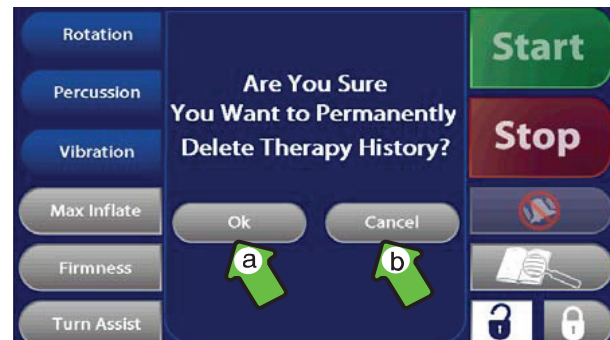 Rotation
Percussion
Vibration
Max Inflate
Firmness
Turn Assist
Are You Sure
You Want to Permanently
Delete Therapy History?
Ok
Cancel
a
b
Start
Stop